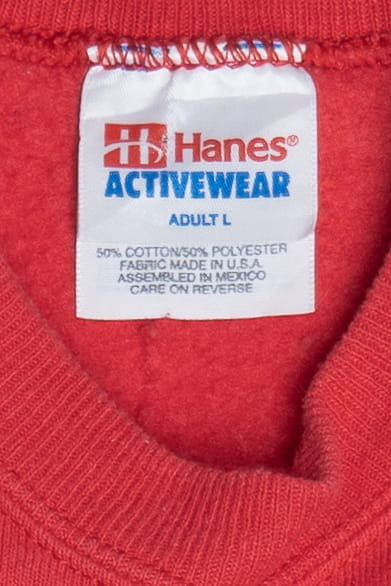 Hanes®
ACTIVEWEAR
ADULT L
50% COTTON/50% POLYESTER
FABRIC MADE IN U.S.A.
ASSEMBLED IN MEXICO
CARE ON REVERSE